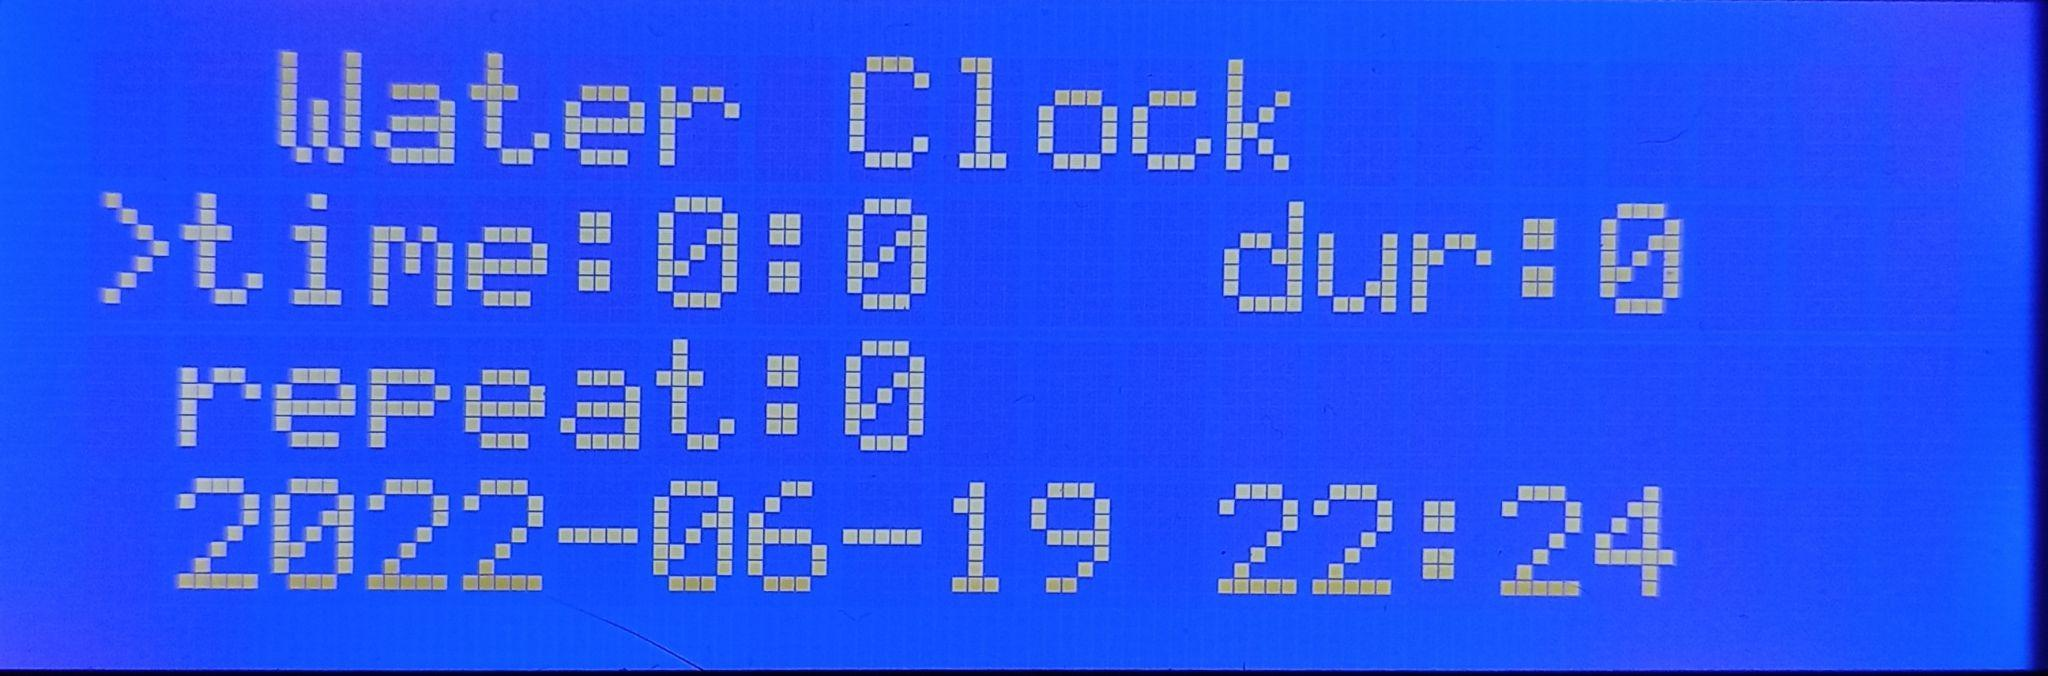 Water Clock
>time:0:0 dur:0
repeat:0
2022-06-19 22:24